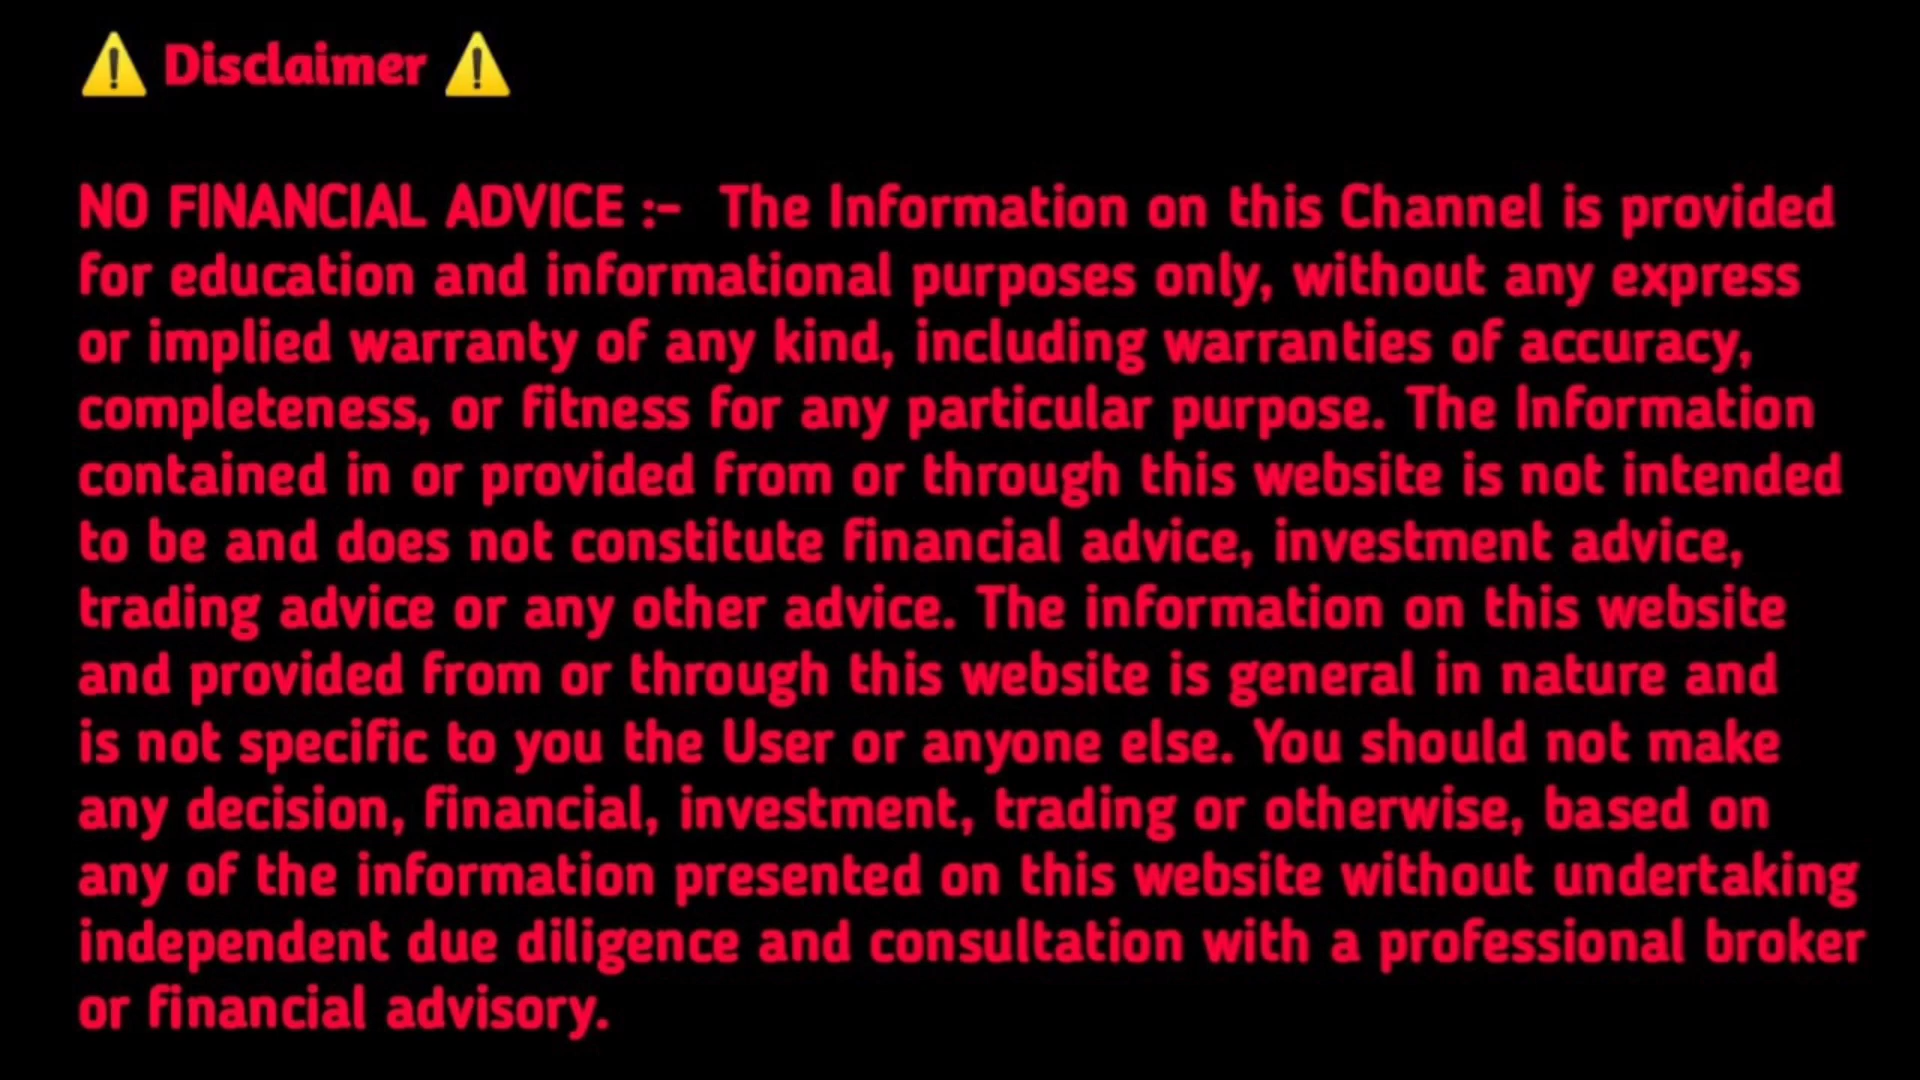 ⚠️ Disclaimer ⚠️
NO FINANCIAL ADVICE :- The Information on this Channel is provided
for education and informational purposes only, without any express
or implied warranty of any kind, including warranties of accuracy,
completeness, or fitness for any particular purpose. The Information
contained in or provided from or through this website is not intended
to be and does not constitute financial advice, investment advice,
trading advice or any other advice. The information on this website
and provided from or through this website is general in nature and
is not specific to you the User or anyone else. You should not make
any decision, financial, investment, trading or otherwise, based on
any of the information presented on this website without undertaking
independent due diligence and consultation with a professional broker
or financial advisory.